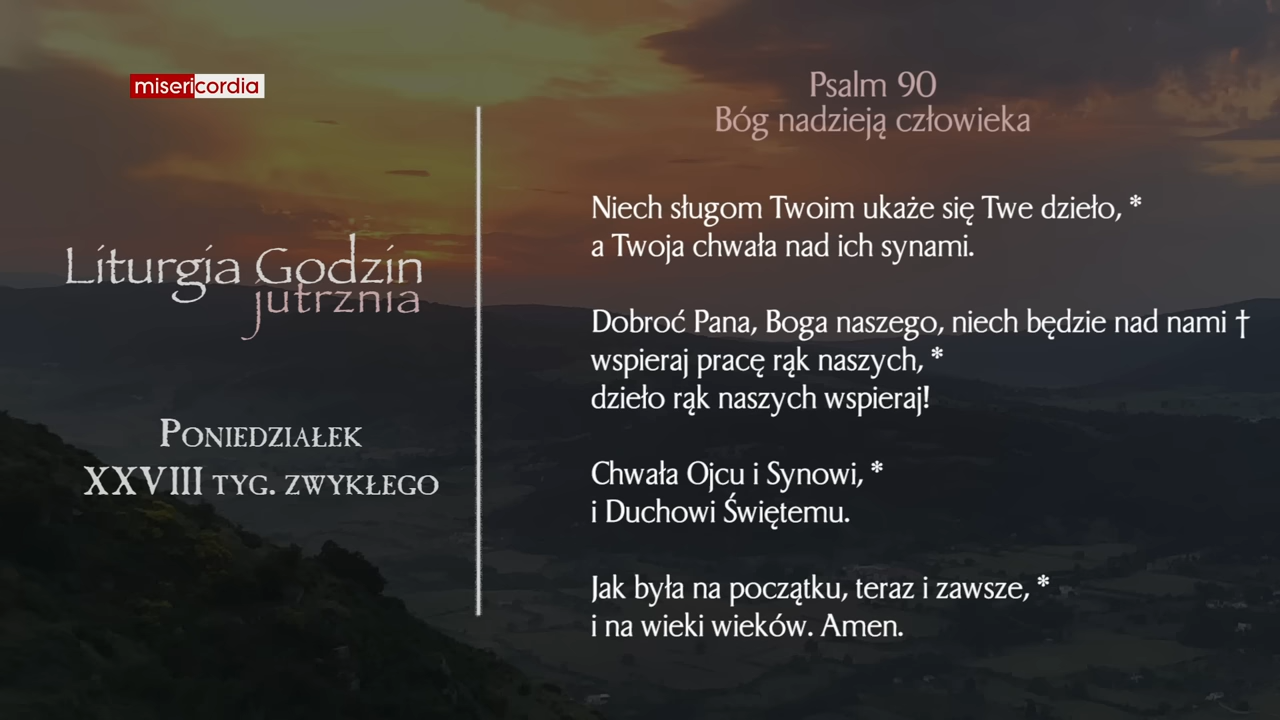 misericordia
Liturgia Godzin
jutrznia
Poniedziałek
XXVIII tyg. zwykłego
Psalm 90
Bóg nadzieją człowieka
Niech sługom Twoim ukaże się Twe dzieło, *
a Twoja chwała nad ich synami.
Dobroć Pana, Boga naszego, niech będzie nad nami †
wspieraj pracę rąk naszych, *
dzieło rąk naszych wspieraj!
Chwała Ojcu i Synowi, *
i Duchowi Świętemu.
Jak była na początku, teraz i zawsze, *
i na wieki wieków. Amen.